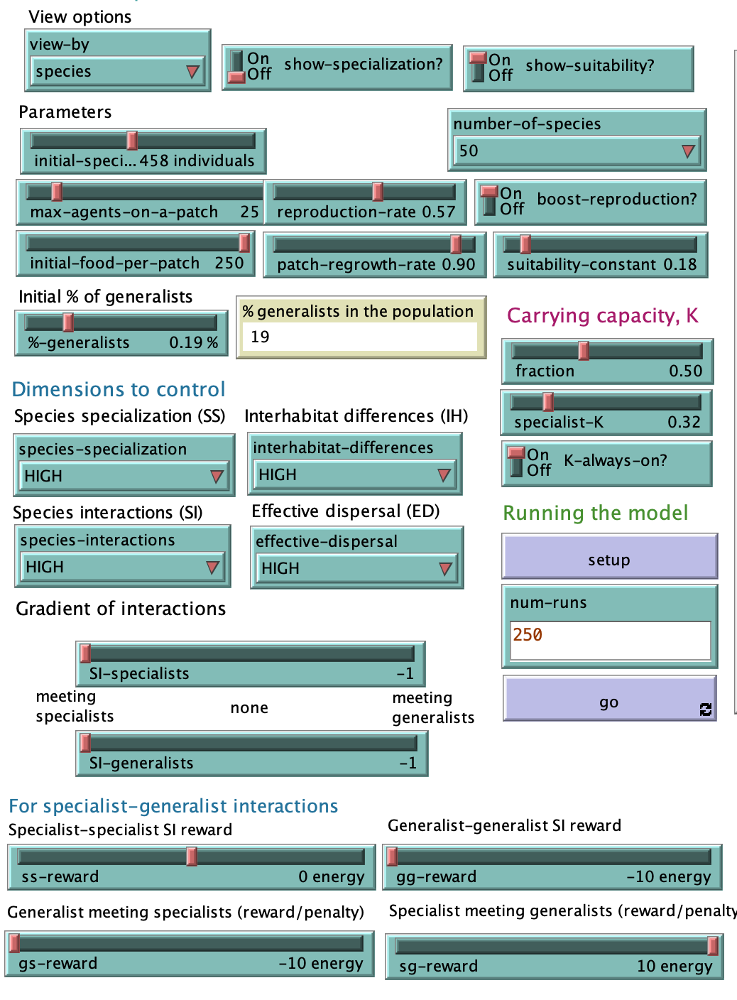 View options
view-by
species
On
Off
show-specialization?
On
Off
show-suitability?
Parameters
initial-speci... 458 individuals
number-of-species
50
max-agents-on-a-patch 25
reproduction-rate 0.57
On
Off
boost-reproduction?
initial-food-per-patch 250
patch-regrowth-rate 0.90
suitability-constant 0.18
Initial % of generalists
%-generalists 0.19 %
% generalists in the population
19
Carrying capacity, K
fraction 0.50
specialist-K 0.32
On
Off
K-always-on?
Dimensions to control
Species specialization (SS)
species-specialization
HIGH
Interhabitat differences (IH)
interhabitat-differences
HIGH
Species interactions (SI)
species-interactions
HIGH
Effective dispersal (ED)
effective-dispersal
HIGH
Running the model
setup
num-runs
250
go
Gradient of interactions
SI-specialists -1
meeting
specialists
none
meeting
generalists
SI-generalists -1
For specialist-generalist interactions
Specialist-specialist SI reward
ss-reward 0 energy
Generalist-generalist SI reward
gg-reward -10 energy
Generalist meeting specialists (reward/penalty)
gs-reward -10 energy
Specialist meeting generalists (reward/penalty
sg-reward 10 energy